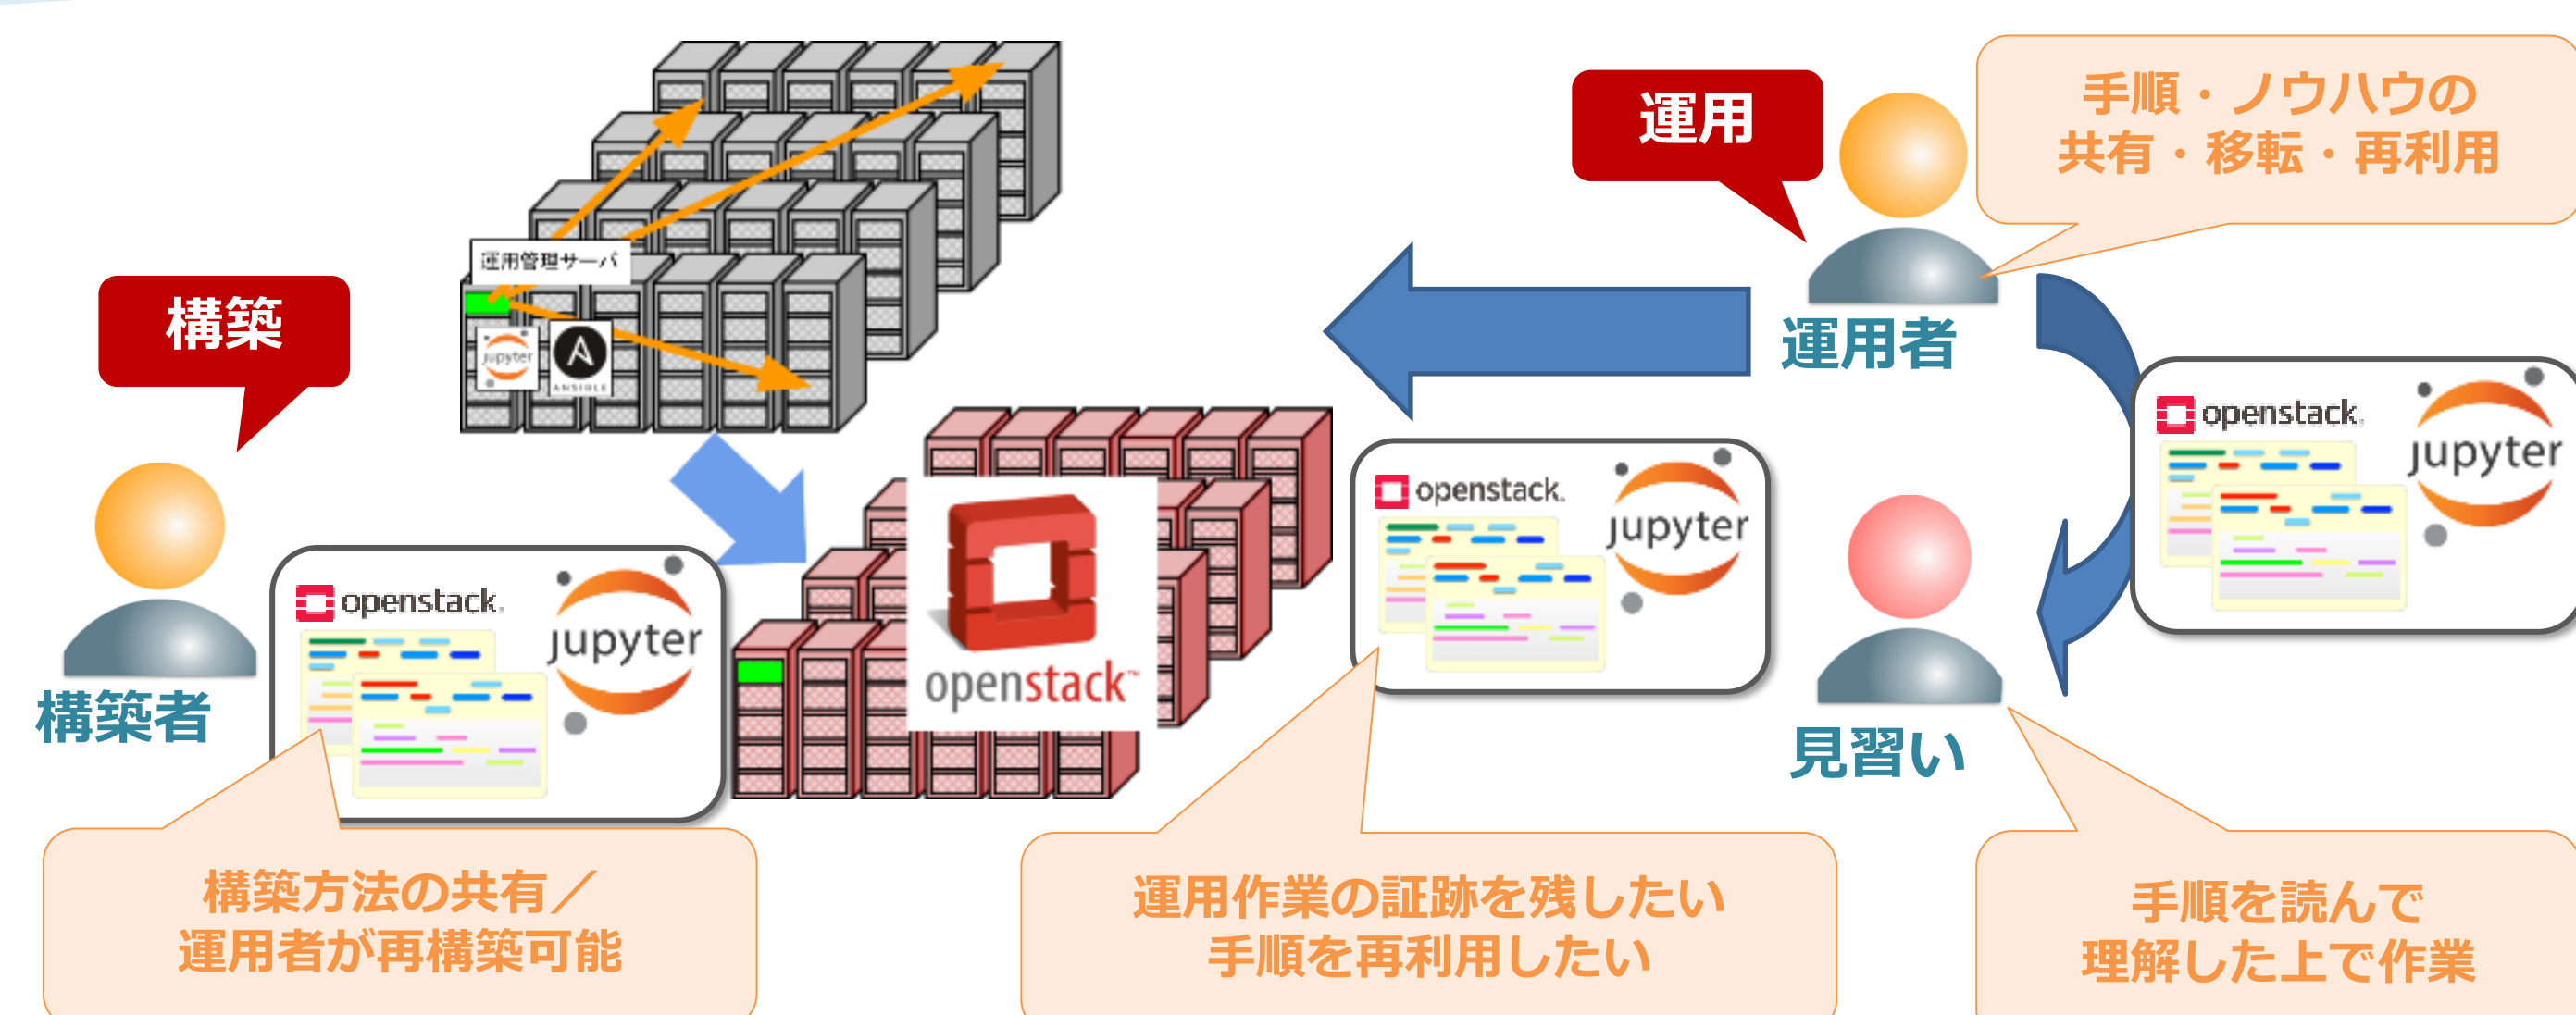 運用
手順・ノウハウの
共有・移転・再利用
運用管理サーバ
構築
jupyter
ANSIBLE
運用者
openstack.
jupyter
openstack.
jupyter
openstack.
jupyter
openstack™
構築者
見習い
構築方法の共有／
運用者が再構築可能
運用作業の証跡を残したい
手順を再利用したい
手順を読んで
理解した上で作業